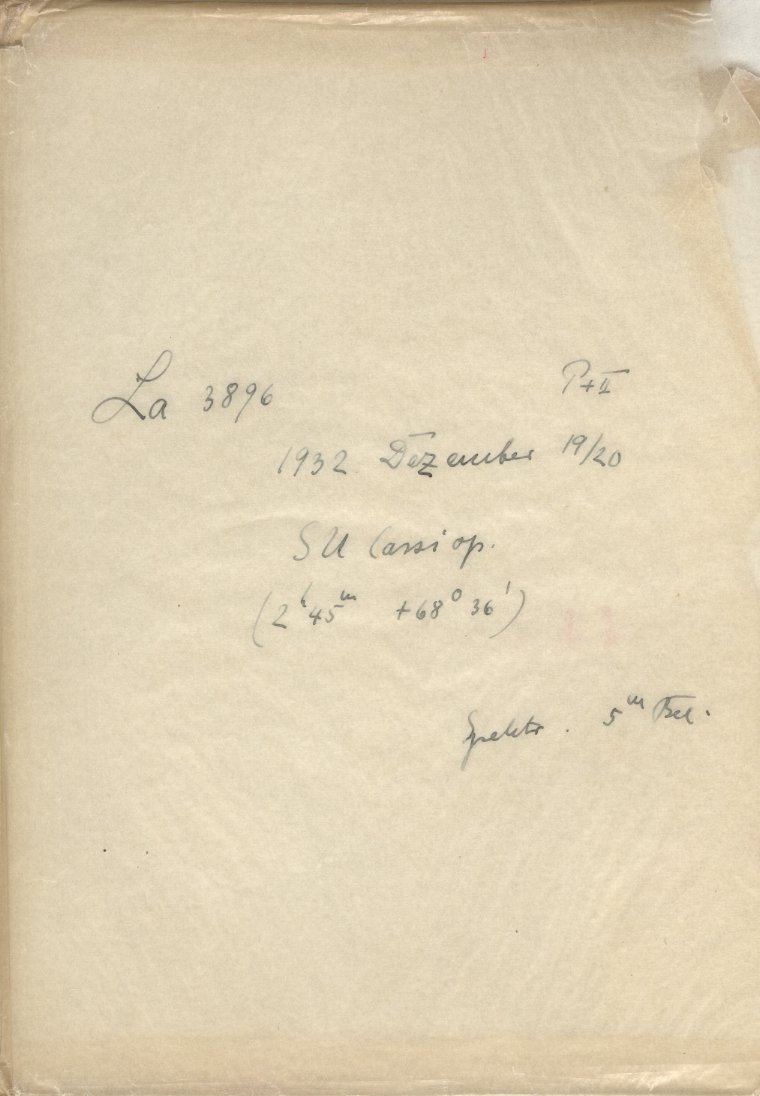 La 3896 P+II
1932 Dezember 19/20
SU Cassiop.
(2h 45m +68° 36')
Spektr. 5m Bel.